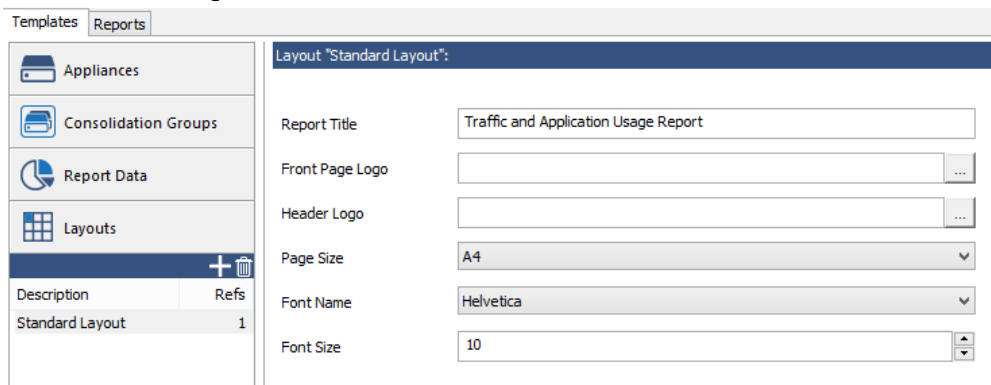 Templates Reports
Appliances
Consolidation Groups
Report Data
Layouts
Description Refs
Standard Layout 1
Layout "Standard Layout":
Report Title Traffic and Application Usage Report
Front Page Logo ...
Header Logo ...
Page Size A4
Font Name Helvetica
Font Size 10